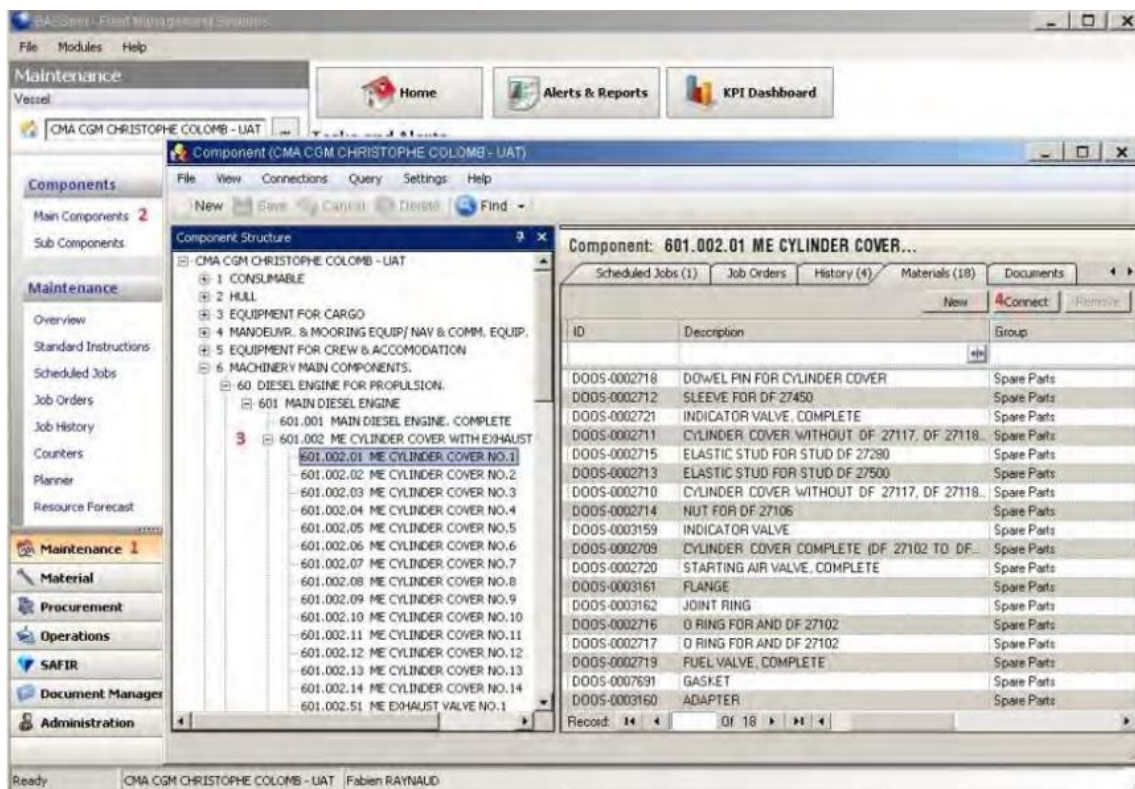 BASSnet - Fleet Management Systems
File Modules Help
Maintenance
Vessel
CMA CGM CHRISTOPHE COLOMB - UAT ...
Home
Alerts & Reports
KPI Dashboard
Tasks and Alerts
Components
Main Components 2
Sub Components
Maintenance
Overview
Standard Instructions
Scheduled Jobs
Job Orders
Job History
Counters
Planner
Resource Forecast
Maintenance 1
Material
Procurement
Operations
SAFIR
Document Manager
Administration
Component (CMA CGM CHRISTOPHE COLOMB - UAT)
File View Connections Query Settings Help
New Save Cancel Delete Find
Component Structure
CMA CGM CHRISTOPHE COLOMB - UAT
1 CONSUMABLE
2 HULL
3 EQUIPMENT FOR CARGO
4 MANOEUVR. & MOORING EQUIP/ NAV & COMM. EQUIP.
5 EQUIPMENT FOR CREW & ACCOMODATION
6 MACHINERY MAIN COMPONENTS.
60 DIESEL ENGINE FOR PROPULSION.
601 MAIN DIESEL ENGINE
601.001 MAIN DIESEL ENGINE. COMPLETE
3 601.002 ME CYLINDER COVER WITH EXHAUST
601.002.01 ME CYLINDER COVER NO.1
601.002.02 ME CYLINDER COVER NO.2
601.002.03 ME CYLINDER COVER NO.3
601.002.04 ME CYLINDER COVER NO.4
601.002.05 ME CYLINDER COVER NO.5
601.002.06 ME CYLINDER COVER NO.6
601.002.07 ME CYLINDER COVER NO.7
601.002.08 ME CYLINDER COVER NO.8
601.002.09 ME CYLINDER COVER NO.9
601.002.10 ME CYLINDER COVER NO.10
601.002.11 ME CYLINDER COVER NO.11
601.002.12 ME CYLINDER COVER NO.12
601.002.13 ME CYLINDER COVER NO.13
601.002.14 ME CYLINDER COVER NO.14
601.002.51 ME EXHAUST VALVE NO.1
Component: 601.002.01 ME CYLINDER COVER...
Scheduled Jobs (1) Job Orders History (4) Materials (18) Documents
New 4 Connect Remove
ID Description Group
DOOS-0002718 DOWEL PIN FOR CYLINDER COVER Spare Parts
DOOS-0002712 SLEEVE FOR DF 27450 Spare Parts
DOOS-0002721 INDICATOR VALVE, COMPLETE Spare Parts
DOOS-0002711 CYLINDER COVER WITHOUT DF 27117, DF 27118... Spare Parts
DOOS-0002715 ELASTIC STUD FOR STUD DF 27280 Spare Parts
DOOS-0002713 ELASTIC STUD FOR STUD DF 27500 Spare Parts
DOOS-0002710 CYLINDER COVER WITHOUT DF 27117, DF 27118... Spare Parts
DOOS-0002714 NUT FOR DF 27106 Spare Parts
DOOS-0003159 INDICATOR VALVE Spare Parts
DOOS-0002709 CYLINDER COVER COMPLETE (DF 27102 TO DF... Spare Parts
DOOS-0002720 STARTING AIR VALVE, COMPLETE Spare Parts
DOOS-0003161 FLANGE Spare Parts
DOOS-0003162 JOINT RING Spare Parts
DOOS-0002716 O RING FOR AND DF 27102 Spare Parts
DOOS-0002717 O RING FOR AND DF 27102 Spare Parts
DOOS-0002719 FUEL VALVE, COMPLETE Spare Parts
DOOS-0007691 GASKET Spare Parts
DOOS-0003160 ADAPTER Spare Parts
Record: Of 18
Ready CMA CGM CHRISTOPHE COLOMB - UAT Fabien RAYNAUD